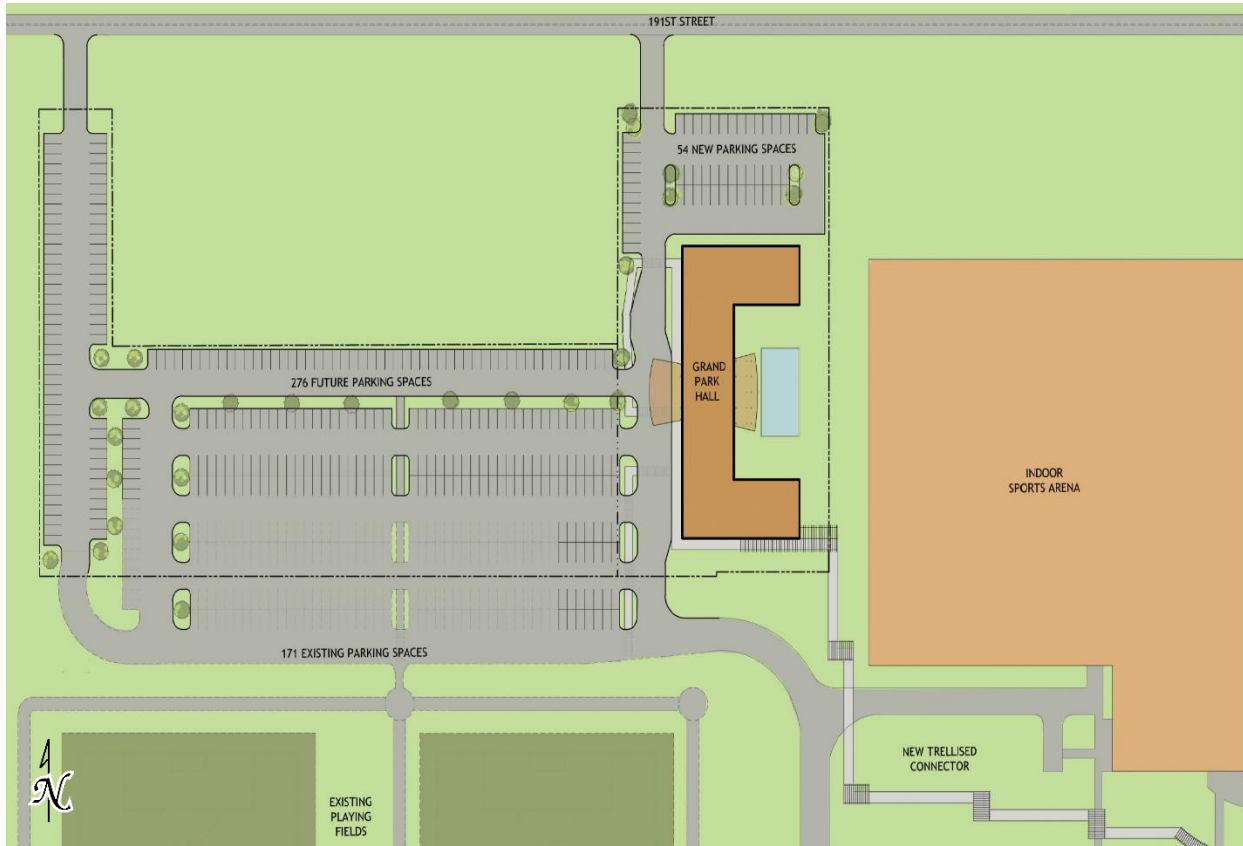 191ST STREET
54 NEW PARKING SPACES
GRAND
PARK
HALL
276 FUTURE PARKING SPACES
INDOOR
SPORTS ARENA
171 EXISTING PARKING SPACES
NEW TRELLISED
CONNECTOR
EXISTING
PLAYING
FIELDS
N